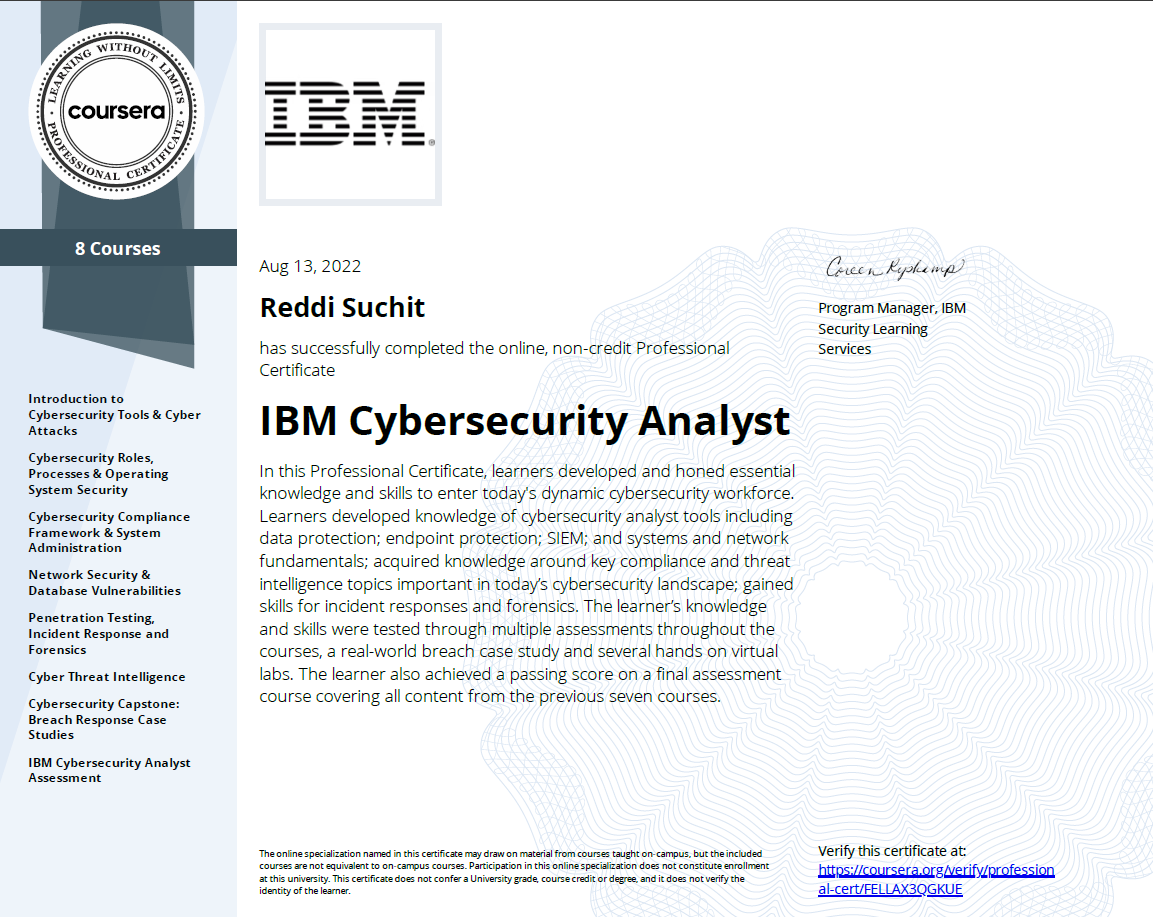 LEARNING WITHOUT LIMITS
coursera
PROFESSIONAL CERTIFICATE
8 Courses
Introduction to
Cybersecurity Tools & Cyber
Attacks
Cybersecurity Roles,
Processes & Operating
System Security
Cybersecurity Compliance
Framework & System
Administration
Network Security &
Database Vulnerabilities
Penetration Testing,
Incident Response and
Forensics
Cyber Threat Intelligence
Cybersecurity Capstone:
Breach Response Case
Studies
IBM Cybersecurity Analyst
Assessment
IBM®
Aug 13, 2022
Reddi Suchit
has successfully completed the online, non-credit Professional
Certificate
IBM Cybersecurity Analyst
In this Professional Certificate, learners developed and honed essential
knowledge and skills to enter today's dynamic cybersecurity workforce.
Learners developed knowledge of cybersecurity analyst tools including
data protection; endpoint protection; SIEM; and systems and network
fundamentals; acquired knowledge around key compliance and threat
intelligence topics important in today’s cybersecurity landscape; gained
skills for incident responses and forensics. The learner’s knowledge
and skills were tested through multiple assessments throughout the
courses, a real-world breach case study and several hands on virtual
labs. The learner also achieved a passing score on a final assessment
course covering all content from the previous seven courses.
Program Manager, IBM
Security Learning
Services
The online specialization named in this certificate may draw on material from courses taught on-campus, but the included
courses are not equivalent to on-campus courses. Participation in this online specialization does not constitute enrollment
at this university. This certificate does not confer a University grade, course credit or degree, and it does not verify the
identity of the learner.
Verify this certificate at:
https://coursera.org/verify/profession
al-cert/FELLAX3QGKUE